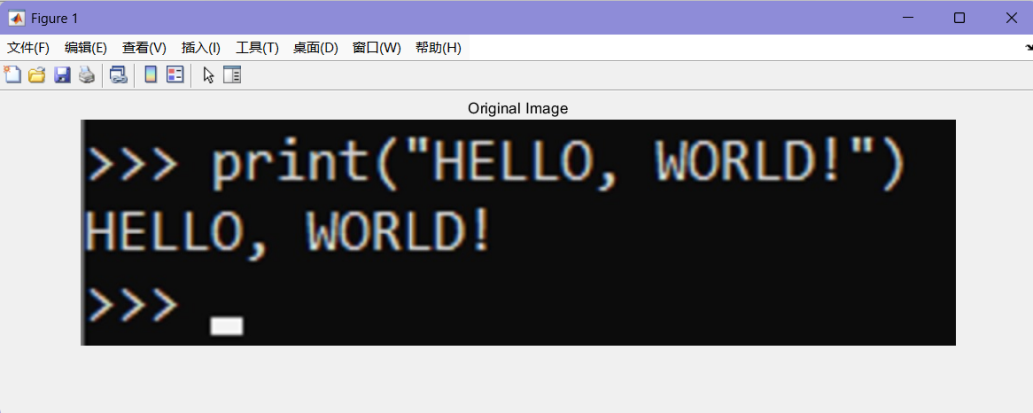 Figure 1
文件(F) 编辑(E) 查看(V) 插入(I) 工具(T) 桌面(D) 窗口(W) 帮助(H)
Original Image
>>> print("HELLO, WORLD!")
HELLO, WORLD!
>>>